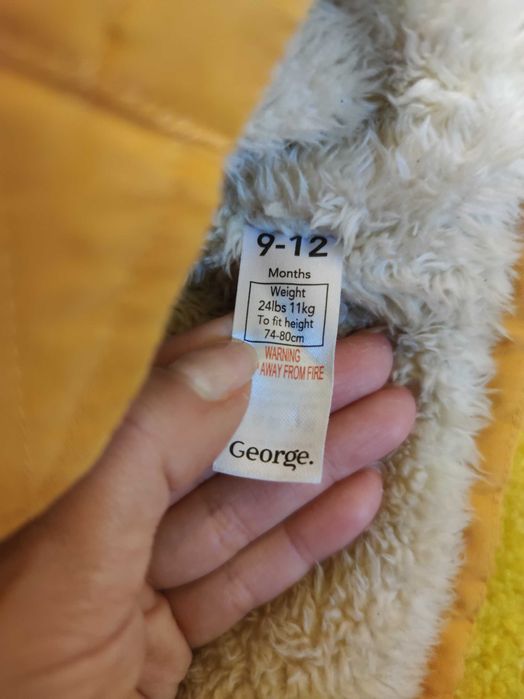 9-12
Months
Weight
24lbs 11kg
To fit height
74-80cm
WARNING
AWAY FROM FIRE
George.